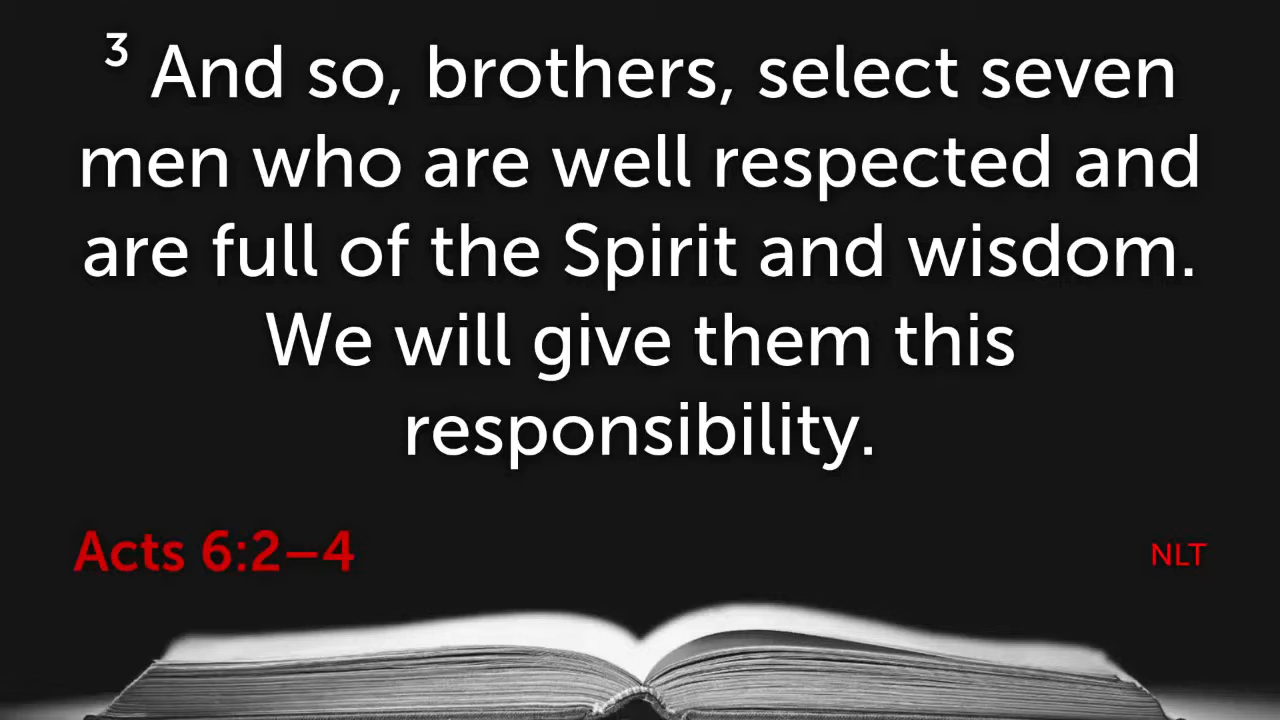 3 And so, brothers, select seven
men who are well respected and
are full of the Spirit and wisdom.
We will give them this
responsibility.
Acts 6:2–4
NLT